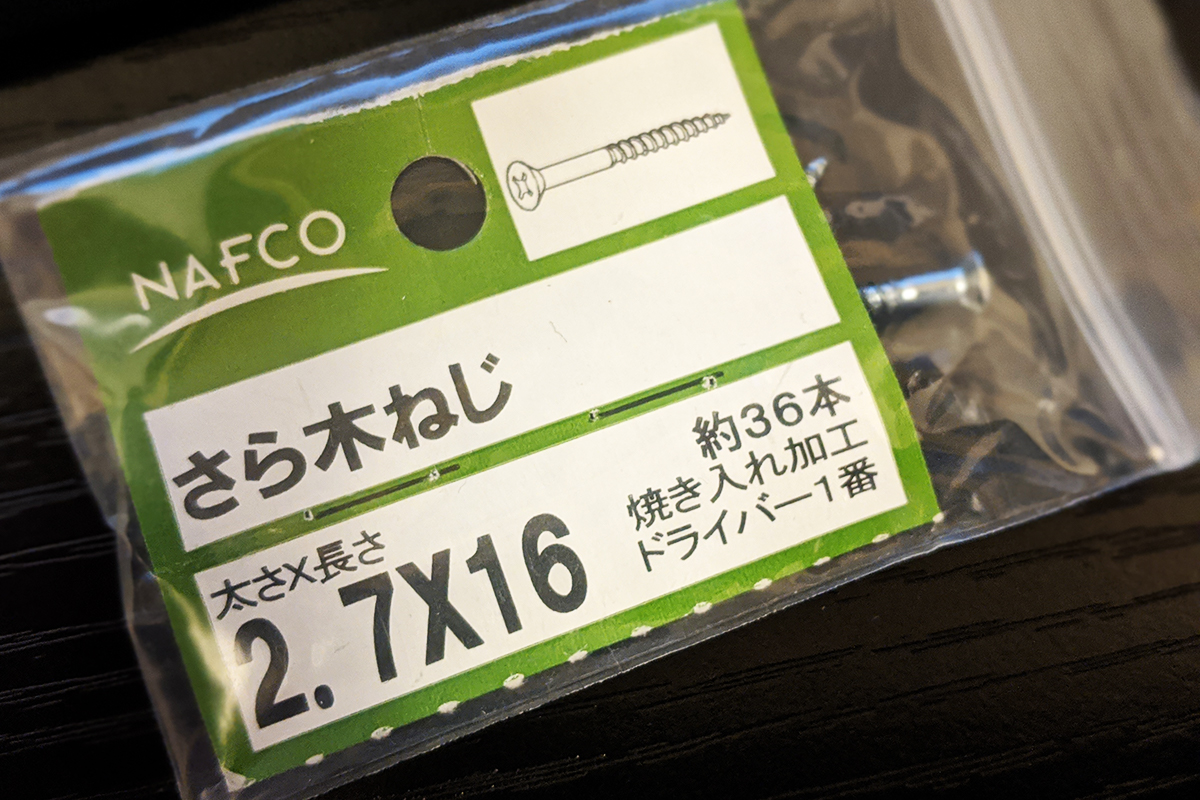 NAFCO
さら木ねじ
太さX長さ
2.7X16
約36本
焼き入れ加工
ドライバー1番